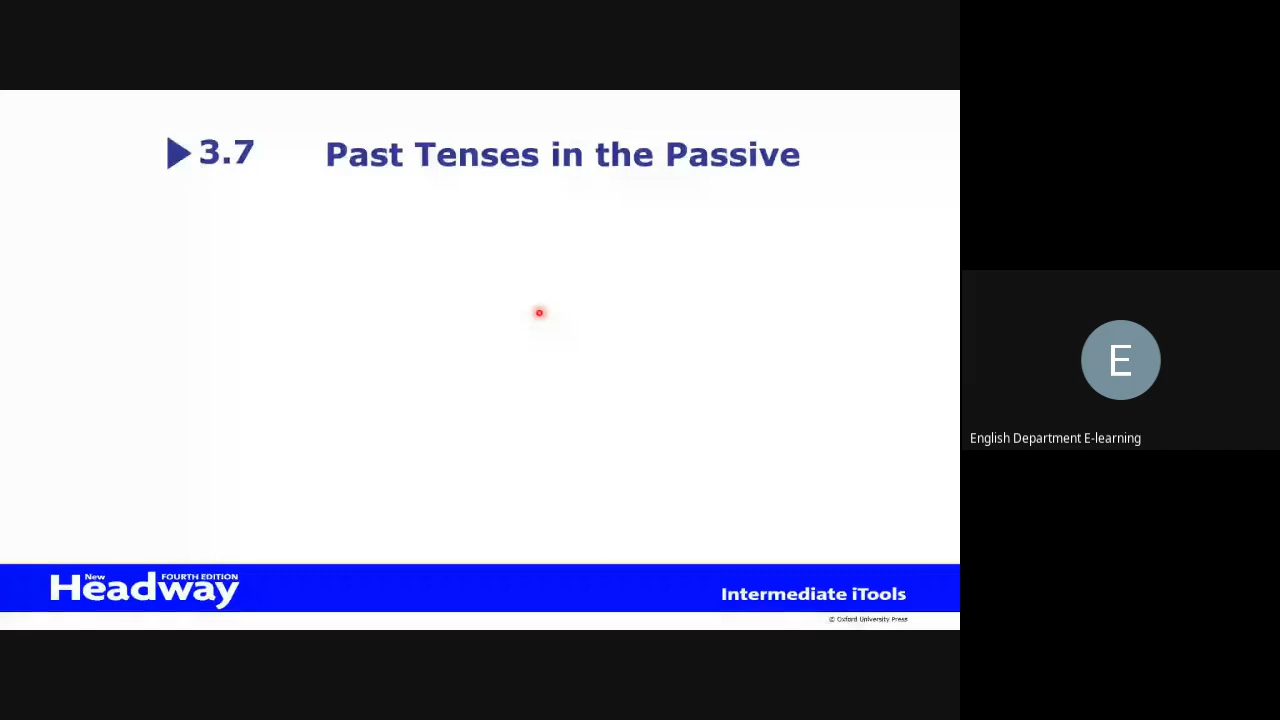 3.7 Past Tenses in the Passive
E
English Department E-learning
New Headway FOURTH EDITION
Intermediate iTools
© Oxford University Press